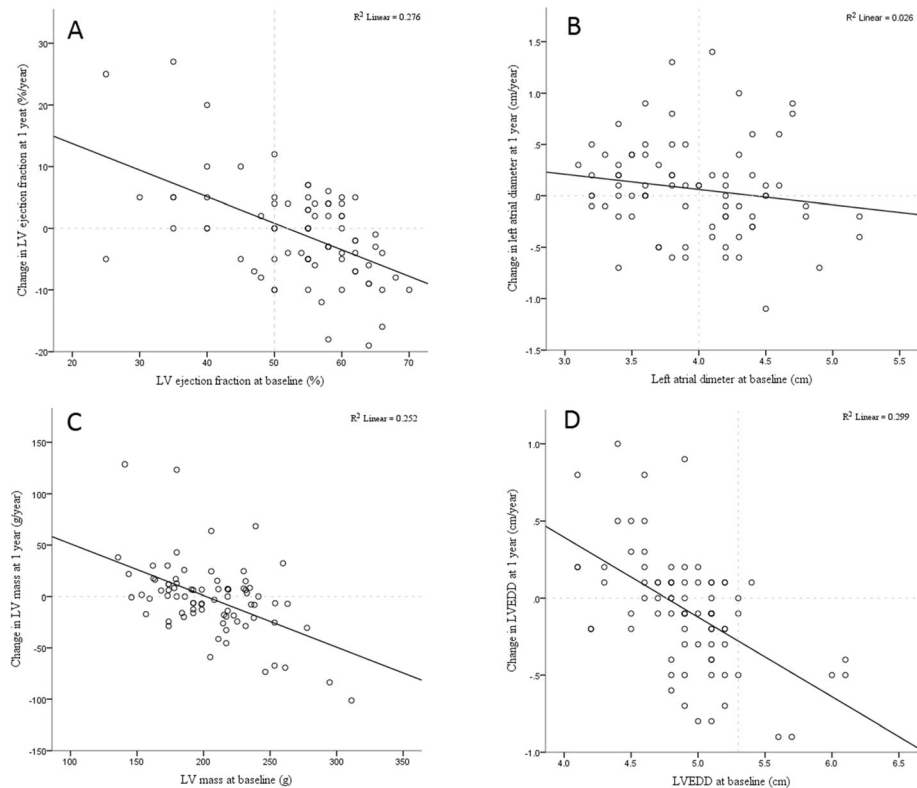 A
R² Linear = 0.276
Change in LV ejection fraction at 1 yeat (%/year)
30
20
10
0
-10
-20
20 30 40 50 60 70
LV ejection fraction at baseline (%)
B
R² Linear = 0.026
Change in left atrial diameter at 1 year (cm/year)
1.5
1.0
.5
.0
-.5
-1.0
-1.5
3.0 3.5 4.0 4.5 5.0 5.5
Left atrial dimeter at baseline (cm)
C
R² Linear = 0.252
Change in LV mass at 1 year (g/year)
150
100
50
0
-50
-100
-150
100 150 200 250 300 350
LV mass at baseline (g)
D
R² Linear = 0.299
Change in LVEDD at 1 year (cm/year)
1.0
.5
.0
-.5
-1.0
4.0 4.5 5.0 5.5 6.0 6.5
LVEDD at baseline (cm)